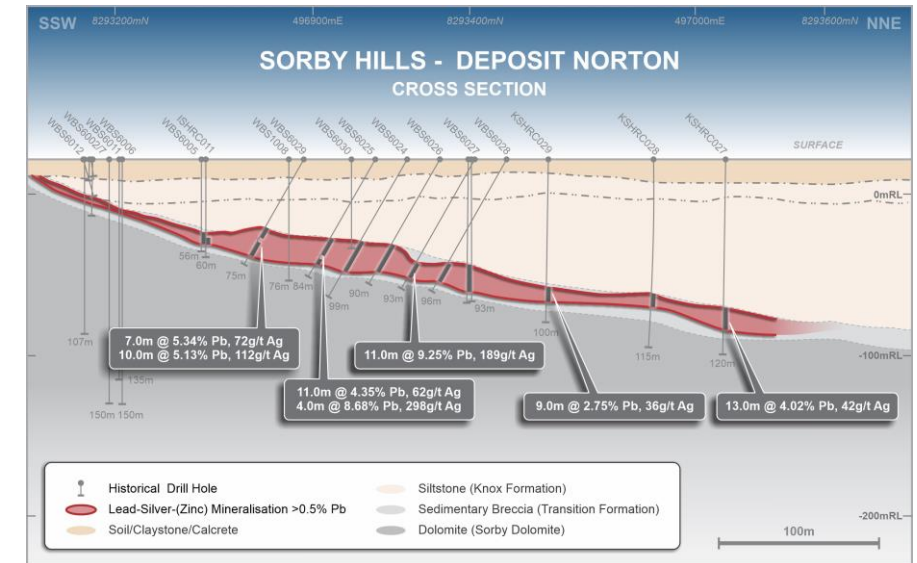 SSW 8293200mN 496900mE 8293400mN 497000mE 8293600mN NNE
SORBY HILLS - DEPOSIT NORTON
CROSS SECTION
WBS6012
WBS6002
WBS6011
WBS6006
WBS6005
ISHRC011
WBS1008
WBS6029
WBS6030
WBS6025
WBS6024
WBS6026
WBS6027
WBS6028
KSHRC029
KSHRC028
KSHRC027
SURFACE
0mRL
56m
60m
75m
76m
84m
99m
90m
93m
96m
93m
100m
115m
120m
107m
135m
150m
150m
-100mRL
7.0m @ 5.34% Pb, 72g/t Ag
10.0m @ 5.13% Pb, 112g/t Ag
11.0m @ 9.25% Pb, 189g/t Ag
11.0m @ 4.35% Pb, 62g/t Ag
4.0m @ 8.68% Pb, 298g/t Ag
9.0m @ 2.75% Pb, 36g/t Ag
13.0m @ 4.02% Pb, 42g/t Ag
Historical Drill Hole
Lead-Silver-(Zinc) Mineralisation >0.5% Pb
Soil/Claystone/Calcrete
Siltstone (Knox Formation)
Sedimentary Breccia (Transition Formation)
Dolomite (Sorby Dolomite)
-200mRL
100m